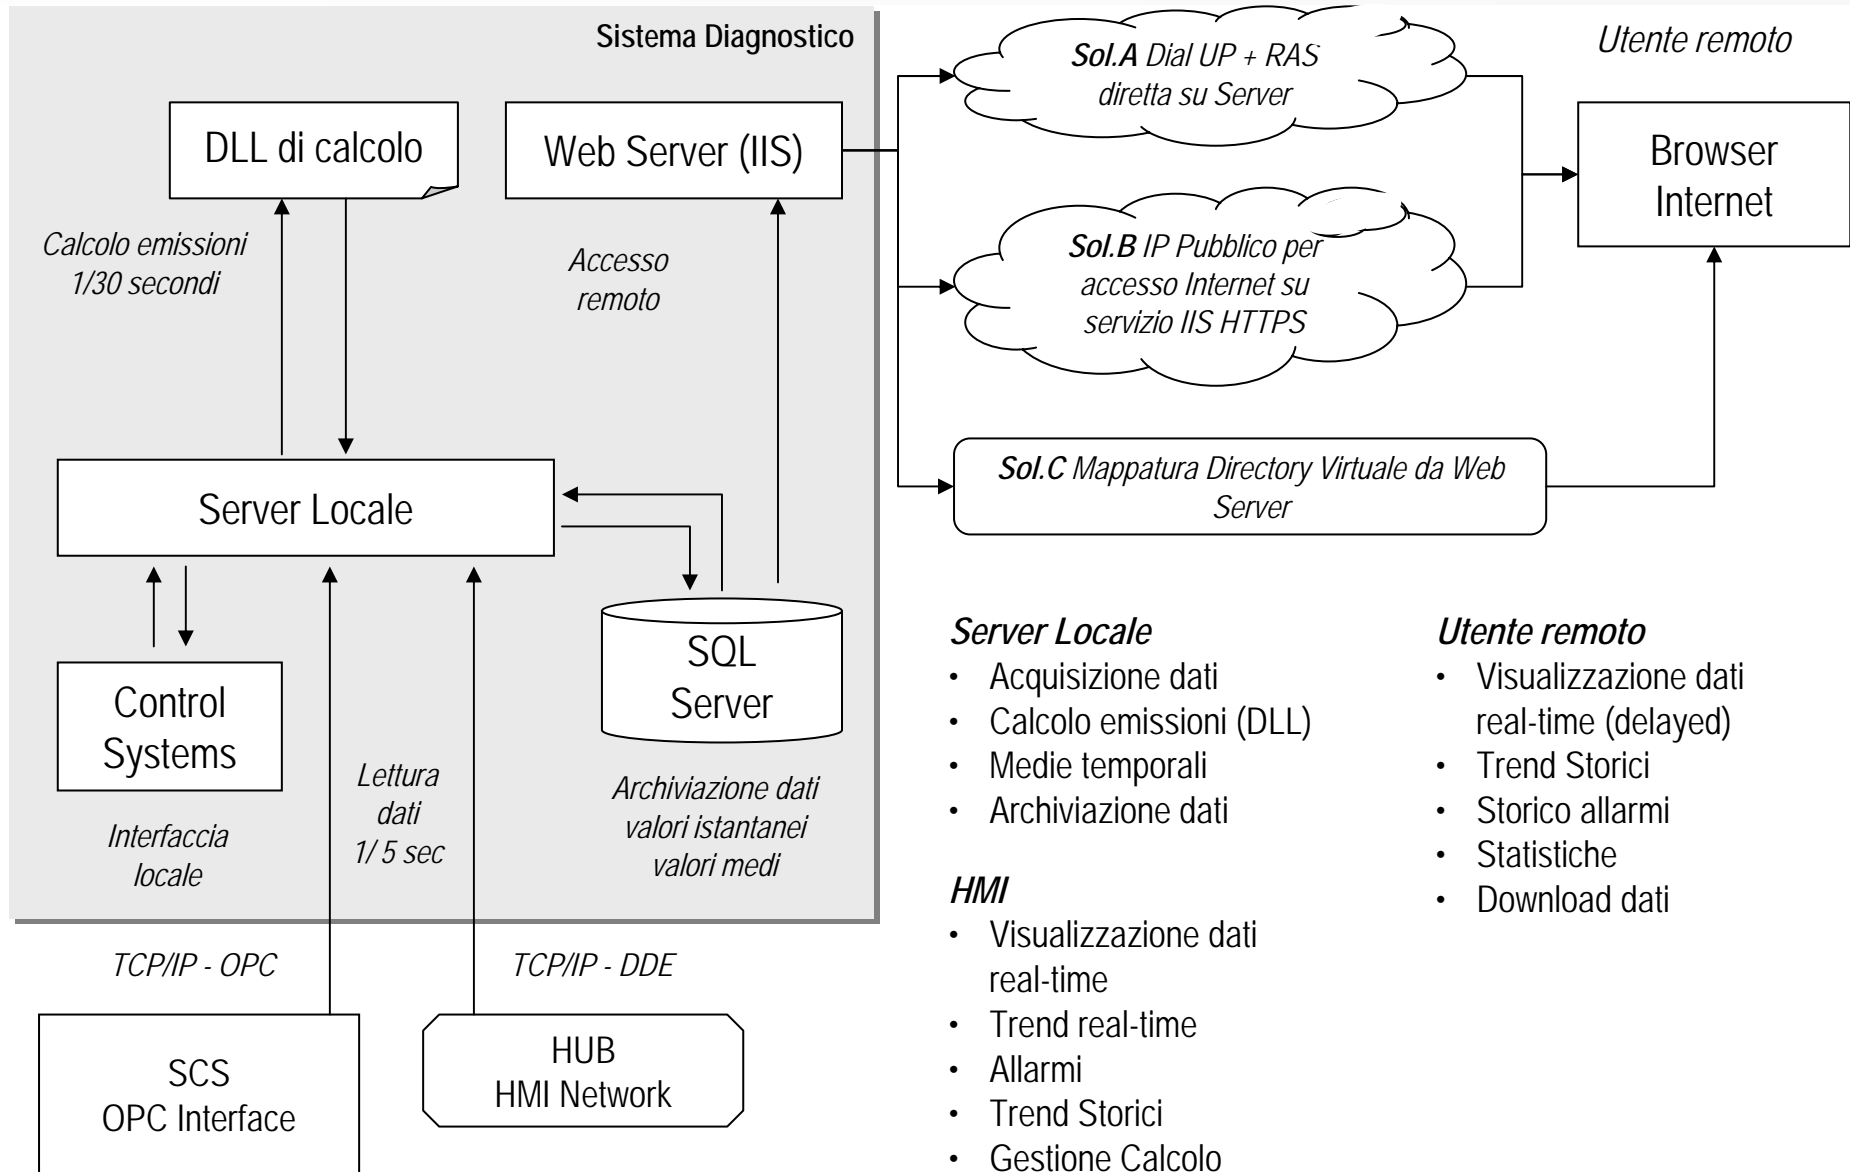 Sistema Diagnostico
DLL di calcolo
Web Server (IIS)
Calcolo emissioni
1/30 secondi
Accesso
remoto
Server Locale
Control
Systems
Interfaccia
locale
Lettura
dati
1/ 5 sec
SQL
Server
Archiviazione dati
valori istantanei
valori medi
TCP/IP - OPC
TCP/IP - DDE
SCS
OPC Interface
HUB
HMI Network
Sol.A Dial UP + RAS
diretta su Server
Sol.B IP Pubblico per
accesso Internet su
servizio IIS HTTPS
Sol.C Mappatura Directory Virtuale da Web
Server
Utente remoto
Browser
Internet
Server Locale
• Acquisizione dati
• Calcolo emissioni (DLL)
• Medie temporali
• Archiviazione dati
HMI
• Visualizzazione dati
real-time
• Trend real-time
• Allarmi
• Trend Storici
• Gestione Calcolo
Utente remoto
• Visualizzazione dati
real-time (delayed)
• Trend Storici
• Storico allarmi
• Statistiche
• Download dati